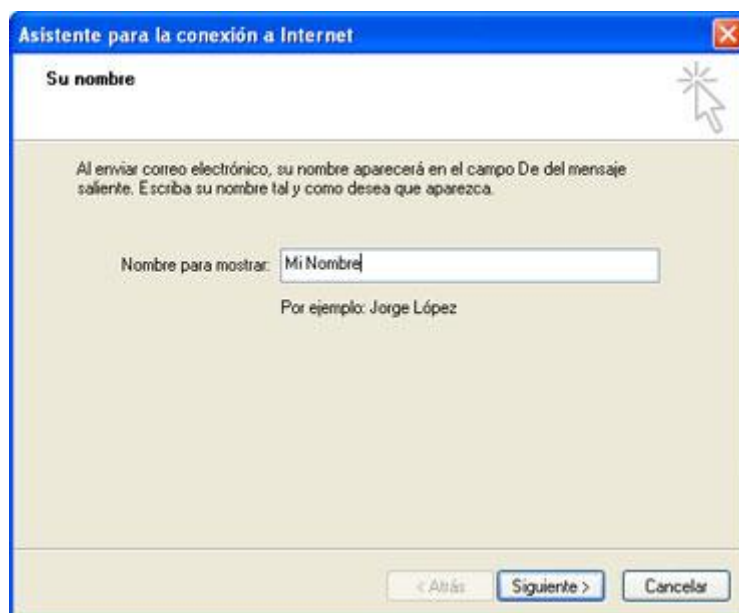 Asistente para la conexión a Internet
Su nombre
Al enviar correo electrónico, su nombre aparecerá en el campo De del mensaje
saliente. Escriba su nombre tal y como desea que aparezca.
Nombre para mostrar: Mi Nombre
Por ejemplo: Jorge López
< Atrás Siguiente > Cancelar